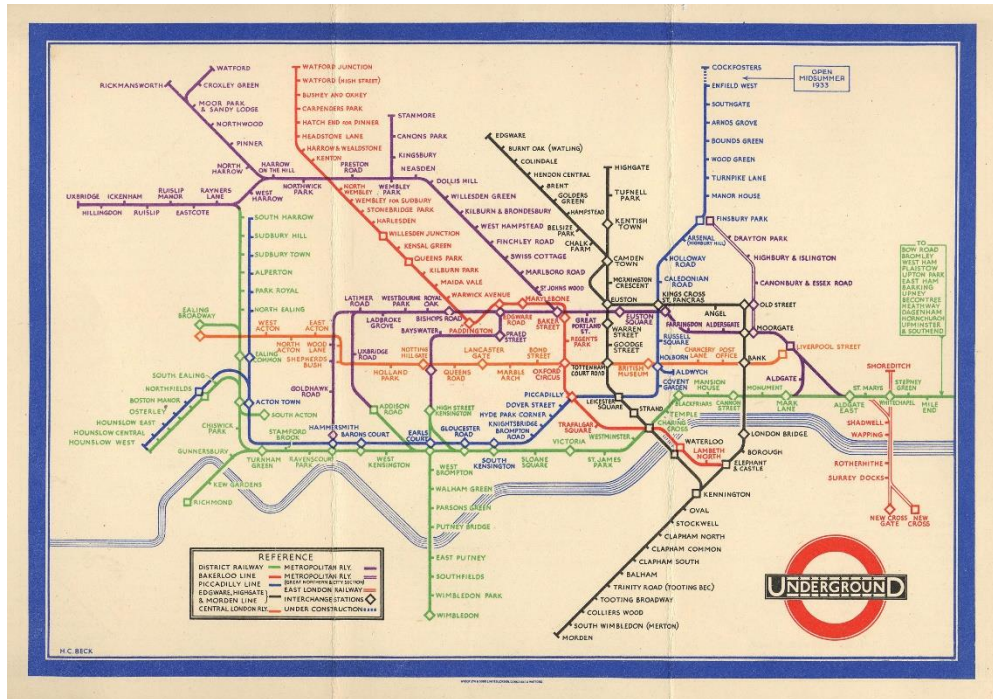 WATFORD
RICKMANSWORTH
CROXLEY GREEN
MOOR PARK
& SANDY LODGE
NORTHWOOD
PINNER
NORTH
HARROW
HARROW
ON THE HILL
NORTHWICK
PARK
PRESTON
ROAD
WEMBLEY
PARK
NEASDEN
KINGSBURY
CANONS PARK
STANMORE
WATFORD JUNCTION
WATFORD (HIGH STREET)
BUSHEY AND OXHEY
CARPENDERS PARK
HATCH END FOR PINNER
HEADSTONE LANE
HARROW & WEALDSTONE
KENTON
NORTH
WEMBLEY
WEMBLEY FOR SUDBURY
STONEBRIDGE PARK
HARLESDEN
WILLESDEN JUNCTION
KENSAL GREEN
QUEENS PARK
KILBURN PARK
MAIDA VALE
WARWICK AVENUE
PADDINGTON
EDGWARE
ROAD
MARYLEBONE
BAKER
STREET
DOLLIS HILL
WILLESDEN GREEN
KILBURN & BRONDESBURY
WEST HAMPSTEAD
FINCHLEY ROAD
SWISS COTTAGE
MARLBORO ROAD
ST JOHNS WOOD
UXBRIDGE
HILLINGDON
ICKENHAM
RUISLIP
RUISLIP
MANOR
EASTCOTE
RAYNERS
LANE
WEST
HARROW
SOUTH HARROW
SUDBURY HILL
SUDBURY TOWN
ALPERTON
PARK ROYAL
NORTH EALING
EALING
COMMON
EALING
BROADWAY
WEST
ACTON
NORTH
ACTON
EAST
ACTON
WOOD
LANE
SHEPHERDS
BUSH
LATIMER
ROAD
LADBROKE
GROVE
WESTBOURNE
PARK
ROYAL
OAK
BISHOPS ROAD
BAYSWATER
PRAED
STREET
UXBRIDGE
ROAD
HOLLAND
PARK
NOTTING
HILL GATE
QUEENS
ROAD
LANCASTER
GATE
MARBLE
ARCH
BOND
STREET
OXFORD
CIRCUS
EDGWARE
BURNT OAK (WATLING)
COLINDALE
HENDON CENTRAL
BRENT
GOLDERS
GREEN
HAMPSTEAD
BELSIZE
PARK
CHALK
FARM
HIGHGATE
TUFNELL
PARK
KENTISH
TOWN
CAMDEN
TOWN
MORNINGTON
CRESCENT
EUSTON
GREAT
PORTLAND
ST
REGENTS
PARK
EUSTON
SQUARE
WARREN
STREET
GOODGE
STREET
TOTTENHAM
COURT ROAD
COCKFOSTERS
OPEN
MIDSUMMER
1933
ENFIELD WEST
SOUTHGATE
ARNOS GROVE
BOUNDS GREEN
WOOD GREEN
TURNPIKE LANE
MANOR HOUSE
FINSBURY PARK
ARSENAL
(HIGHBURY HILL)
HOLLOWAY
ROAD
CALEDONIAN
ROAD
KINGS CROSS
ST. PANCRAS
DRAYTON PARK
HIGHBURY & ISLINGTON
CANONBURY & ESSEX ROAD
OLD STREET
ANGEL
FARRINGDON
ALDERSGATE
MOORGATE
RUSSELL
SQUARE
HOLBORN
ALDWYCH
BRITISH
MUSEUM
CHANCERY
LANE
POST
OFFICE
BANK
LIVERPOOL STREET
ALDGATE
TO
BOW ROAD
BROMLEY
WEST HAM
PLAISTOW
UPTON PARK
EAST HAM
BARKING
UPNEY
BECONTREE
HEATHWAY
DAGENHAM
HORNCHURCH
UPMINSTER
& SOUTHEND
SOUTH EALING
NORTHFIELDS
BOSTON MANOR
OSTERLEY
HOUNSLOW EAST
HOUNSLOW CENTRAL
HOUNSLOW WEST
ACTON TOWN
SOUTH ACTON
CHISWICK
PARK
GUNNERSBURY
KEW GARDENS
RICHMOND
TURNHAM
GREEN
STAMFORD
BROOK
RAVENSCOURT
PARK
GOLDHAWK
ROAD
HAMMERSMITH
BARONS COURT
WEST
KENSINGTON
ADDISON
ROAD
HIGH STREET
KENSINGTON
EARLS
COURT
GLOUCESTER
ROAD
SOUTH
KENSINGTON
SLOANE
SQUARE
VICTORIA
ST. JAMES
PARK
WESTMINSTER
PICCADILLY
DOVER STREET
HYDE PARK CORNER
KNIGHTSBRIDGE
BROMPTON
ROAD
COVENT
GARDEN
LEICESTER
SQUARE
STRAND
TRAFALGAR
SQUARE
CHARING
CROSS
TEMPLE
BLACKFRIARS
MANSION
HOUSE
CANNON
STREET
MONUMENT
MARK
LANE
ALDGATE
EAST
ST. MARYS
WHITECHAPEL
STEPNEY
GREEN
MILE
END
SHOREDITCH
SHADWELL
WAPPING
ROTHERHITHE
SURREY DOCKS
NEW CROSS
GATE
NEW
CROSS
WATERLOO
LAMBETH
NORTH
LONDON BRIDGE
BOROUGH
ELEPHANT
& CASTLE
KENNINGTON
OVAL
STOCKWELL
CLAPHAM NORTH
CLAPHAM COMMON
CLAPHAM SOUTH
BALHAM
TRINITY ROAD (TOOTING BEC)
TOOTING BROADWAY
COLLIERS WOOD
SOUTH WIMBLEDON (MERTON)
MORDEN
WEST
BROMPTON
WALHAM GREEN
PARSONS GREEN
PUTNEY BRIDGE
EAST PUTNEY
SOUTHFIELDS
WIMBLEDON PARK
WIMBLEDON
REFERENCE
DISTRICT RAILWAY
BAKERLOO LINE
PICCADILLY LINE
EDGWARE, HIGHGATE
& MORDEN LINE
CENTRAL LONDON RLY.
METROPOLITAN RLY.
METROPOLITAN RLY.
(GREAT NORTHERN & CITY SECTION)
EAST LONDON RAILWAY
INTERCHANGE STATIONS
UNDER CONSTRUCTION
UNDERGROUND
H.C. BECK